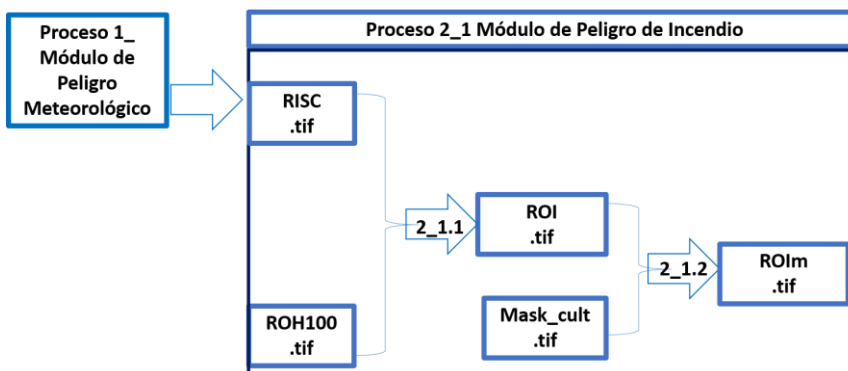 Proceso 1_
Módulo de
Peligro
Meteorológico
Proceso 2_1 Módulo de Peligro de Incendio
RISC
.tif
2_1.1
ROI
.tif
2_1.2
ROIm
.tif
ROH100
.tif
Mask_cult
.tif